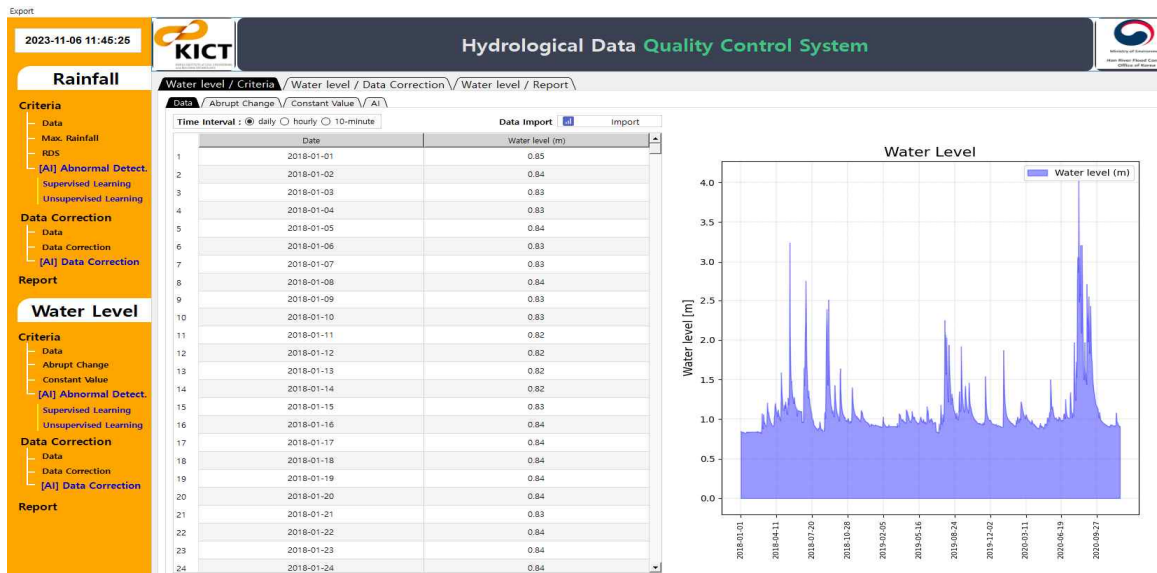 Export
2023-11-06 11:45:25
KICT
Hydrological Data Quality Control System
Rainfall
Criteria
Data
Max. Rainfall
RDS
[AI] Abnormal Detect.
Supervised Learning
Unsupervised Learning
Data Correction
Data
Data Correction
[AI] Data Correction
Report
Water Level
Criteria
Data
Abrupt Change
Constant Value
[AI] Abnormal Detect.
Supervised Learning
Unsupervised Learning
Data Correction
Data
Data Correction
[AI] Data Correction
Report
Water level / Criteria Water level / Data Correction Water level / Report
Data Abrupt Change Constant Value AI
Time Interval : daily hourly 10-minute Data Import Import
Date Water level (m)
1 2018-01-01 0.85
2 2018-01-02 0.84
3 2018-01-03 0.83
4 2018-01-04 0.83
5 2018-01-05 0.84
6 2018-01-06 0.83
7 2018-01-07 0.83
8 2018-01-08 0.84
9 2018-01-09 0.83
10 2018-01-10 0.83
11 2018-01-11 0.82
12 2018-01-12 0.82
13 2018-01-13 0.82
14 2018-01-14 0.82
15 2018-01-15 0.83
16 2018-01-16 0.84
17 2018-01-17 0.84
18 2018-01-18 0.84
19 2018-01-19 0.84
20 2018-01-20 0.84
21 2018-01-21 0.83
22 2018-01-22 0.84
23 2018-01-23 0.84
24 2018-01-24 0.84
Water Level
Water level (m)
Water level [m]
4.0
3.5
3.0
2.5
2.0
1.5
1.0
0.5
0.0
2018-01-01
2018-04-11
2018-07-20
2018-10-28
2019-02-05
2019-05-16
2019-08-24
2019-12-02
2020-03-11
2020-06-19
2020-09-27